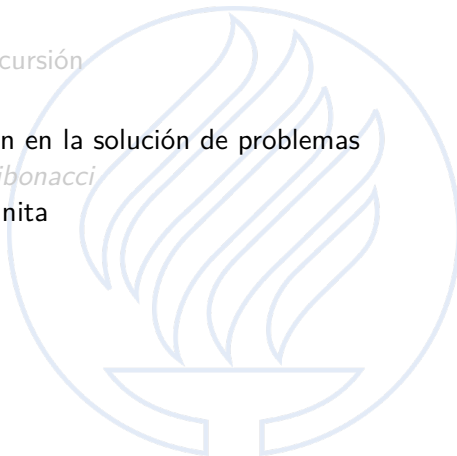 cursión
n en la solución de problemas
ibonacci
nita